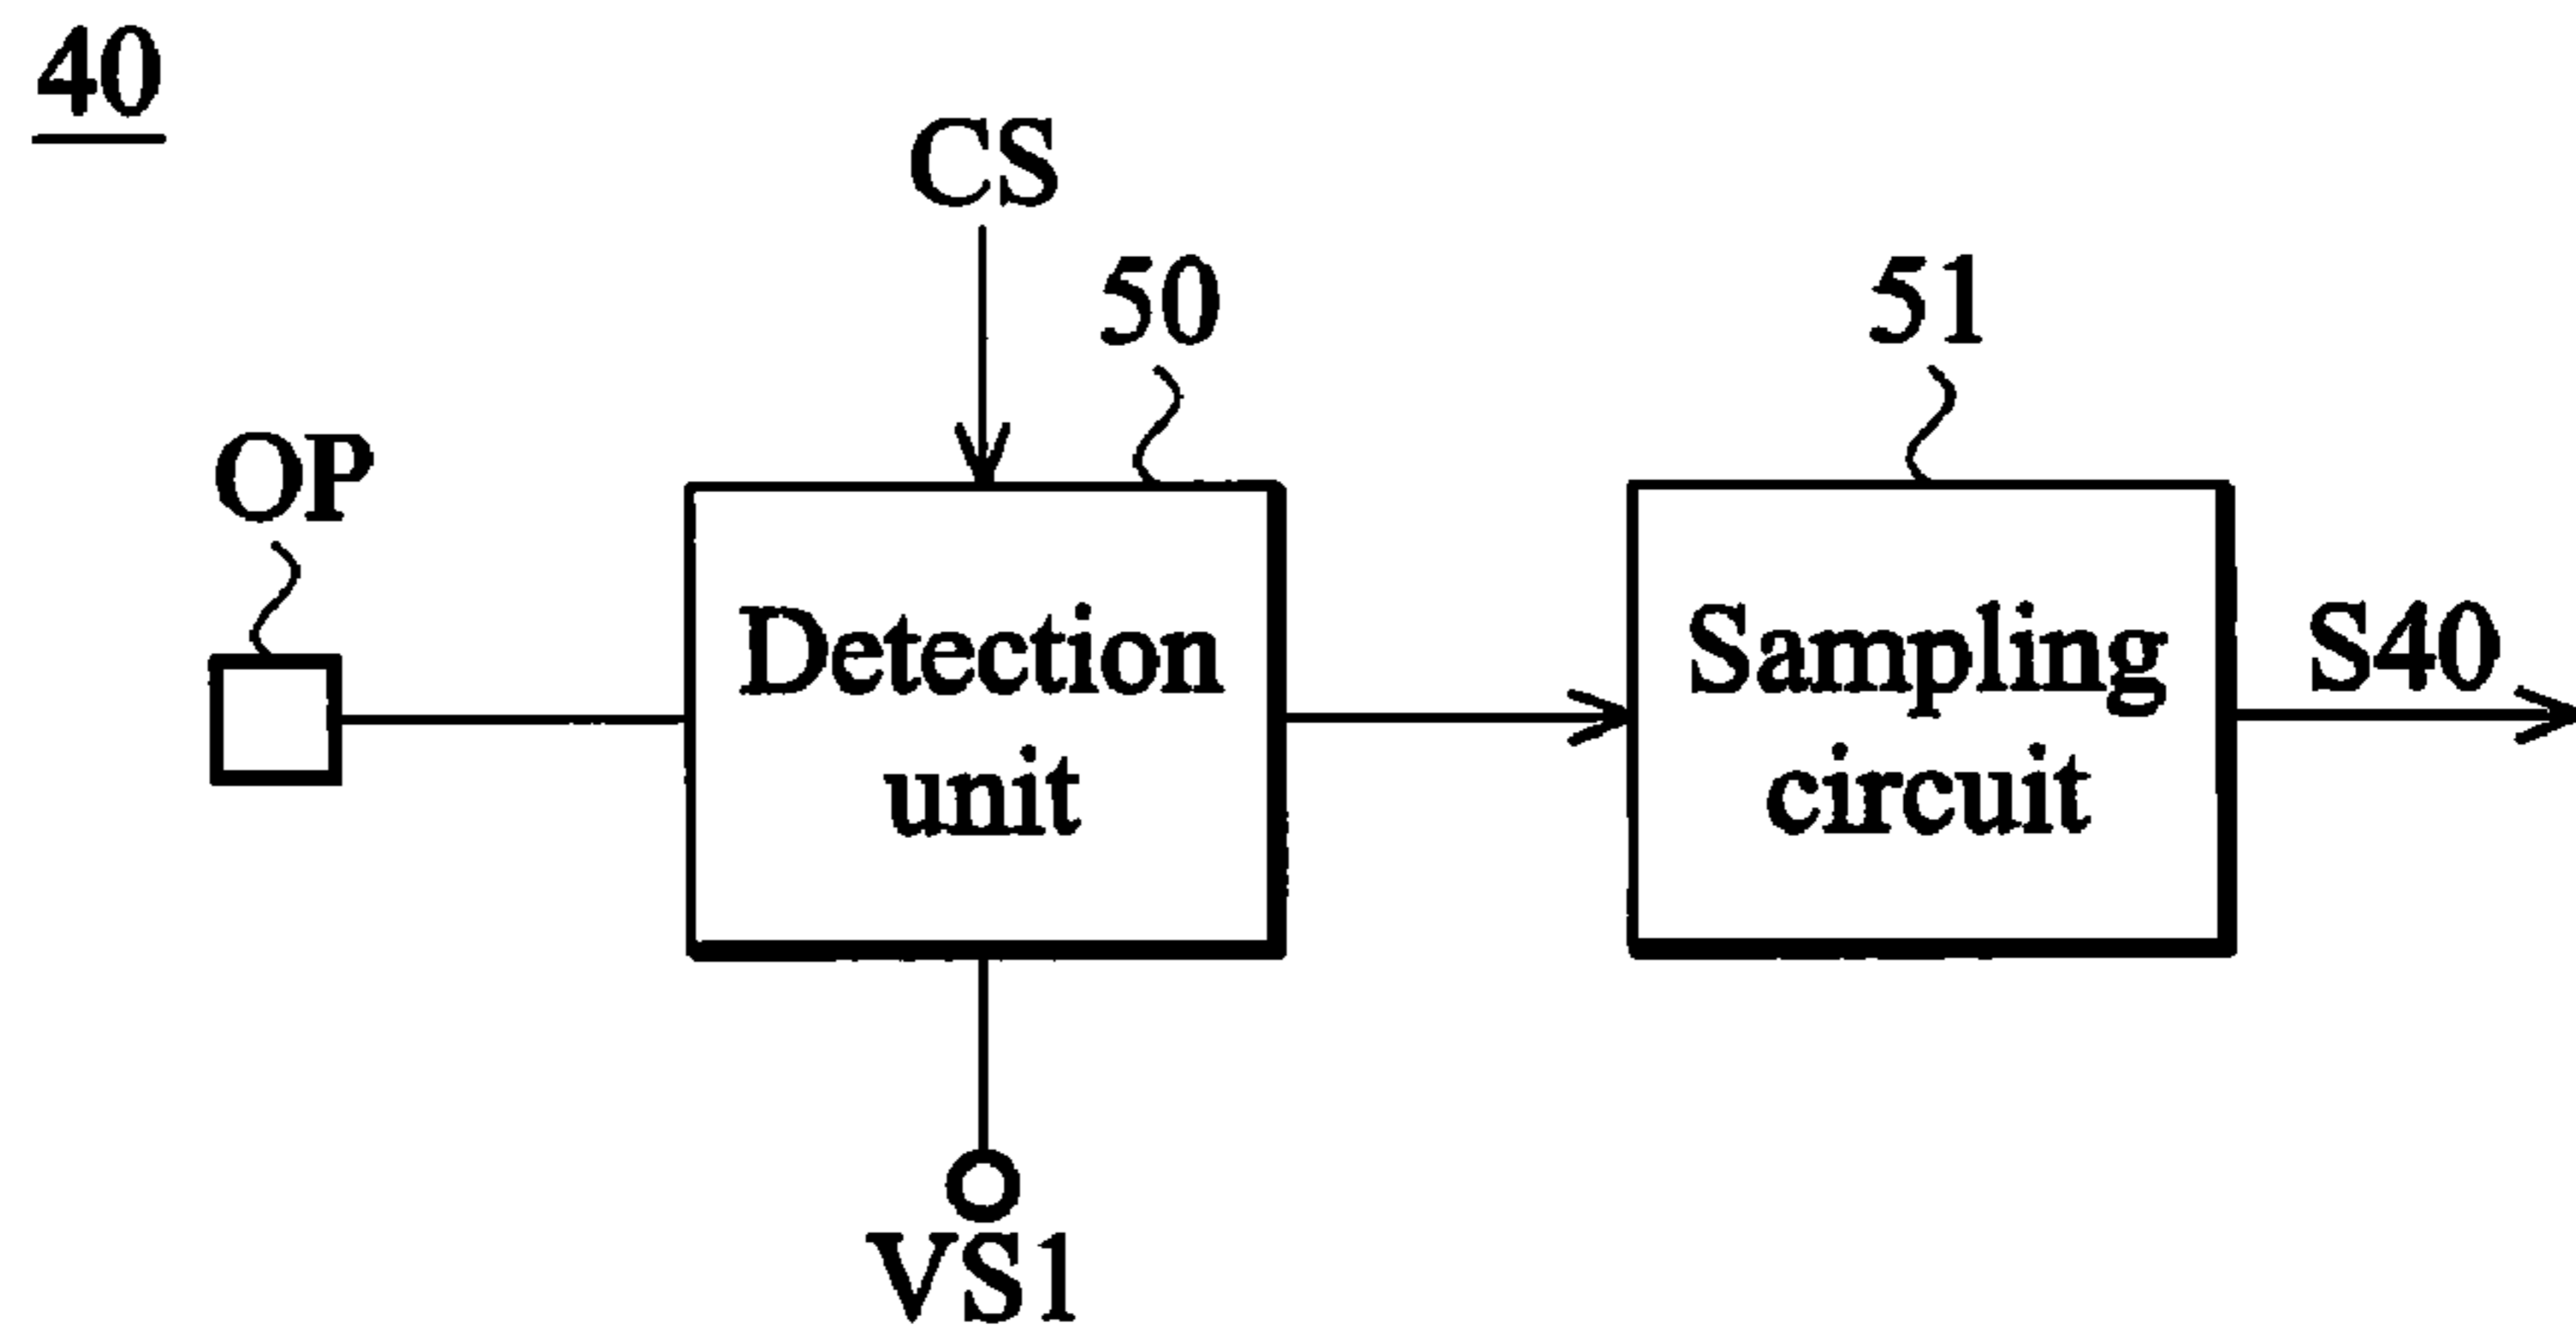 40
CS
50
51
OP
Detection
unit
Sampling
circuit
S40
VS1